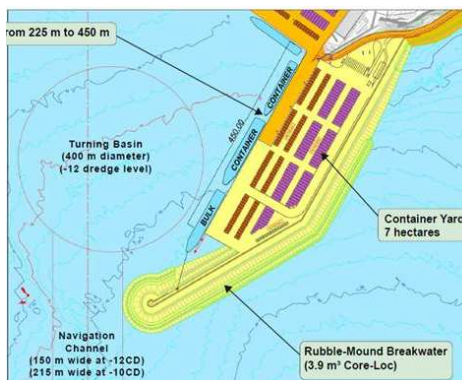 rom 225 m to 450 m
CONTAINER
450.00
CONTAINER
Turning Basin
(400 m diameter)
(-12 dredge level)
BULK
Container Yard
7 hectares
Navigation
Channel
(150 m wide at -12CD)
(215 m wide at -10CD)
Rubble-Mound Breakwater
(3.9 m³ Core-Loc)